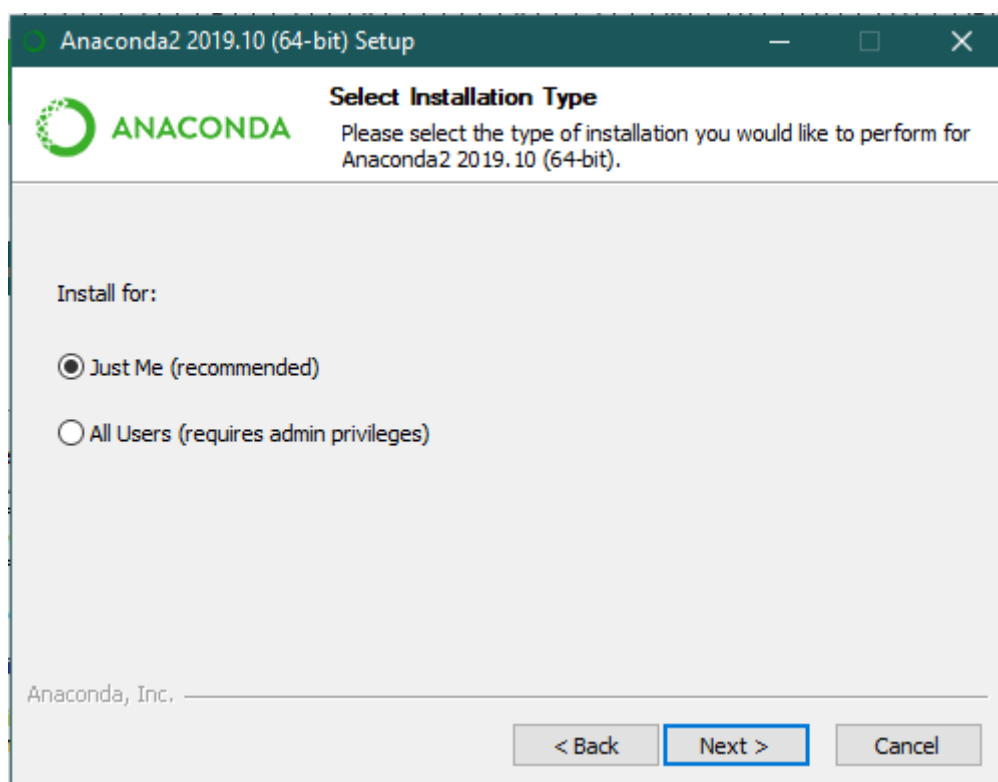 Anaconda2 2019.10 (64-bit) Setup
ANACONDA
Select Installation Type
Please select the type of installation you would like to perform for
Anaconda2 2019.10 (64-bit).
Install for:
Just Me (recommended)
All Users (requires admin privileges)
Anaconda, Inc.
< Back
Next >
Cancel